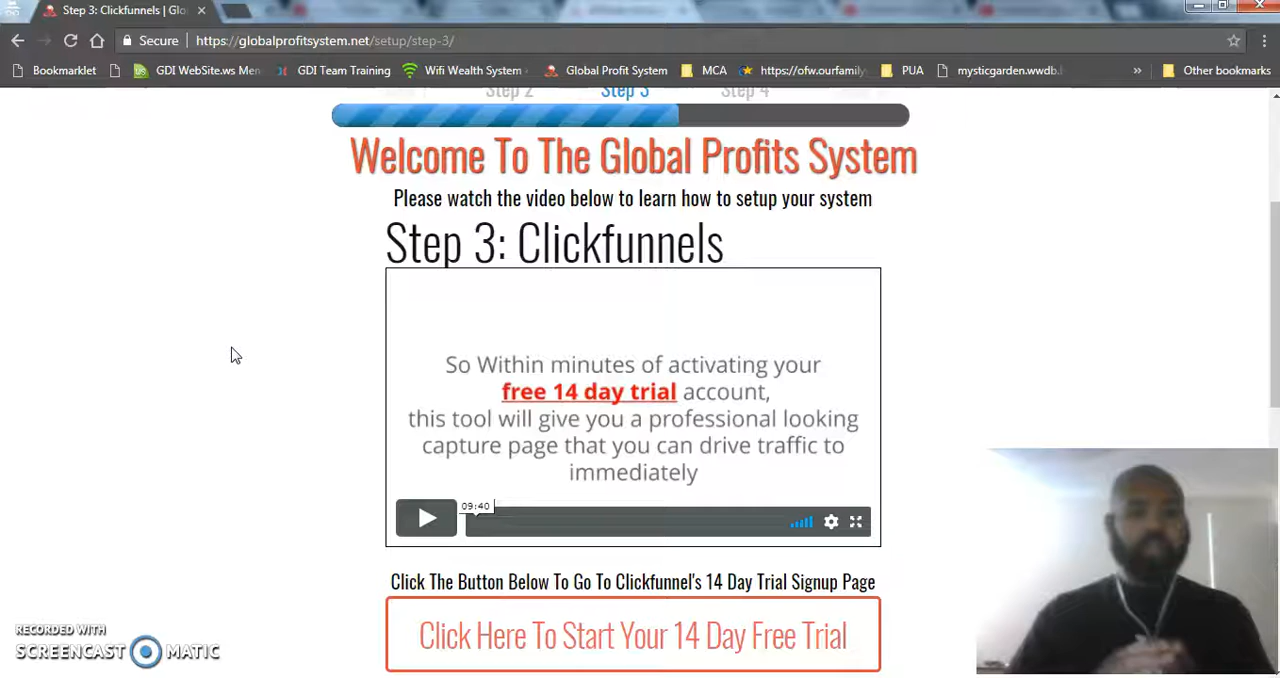 Step 3: Clickfunnels | Glo
Secure
https://globalprofitsystem.net/setup/step-3/
Bookmarklet
GDI WebSite.ws Mem
GDI Team Training
Wifi Wealth System
Global Profit System
MCA
https://ofw.ourfamily
PUA
mysticgarden.wwdb.
»
Other bookmarks
Step 2
Step 3
Step 4
Welcome To The Global Profits System
Please watch the video below to learn how to setup your system
Step 3: Clickfunnels
So Within minutes of activating your
free 14 day trial account,
this tool will give you a professional looking
capture page that you can drive traffic to
immediately
09:40
Click The Button Below To Go To Clickfunnel's 14 Day Trial Signup Page
Click Here To Start Your 14 Day Free Trial
RECORDED WITH
SCREENCAST MATIC